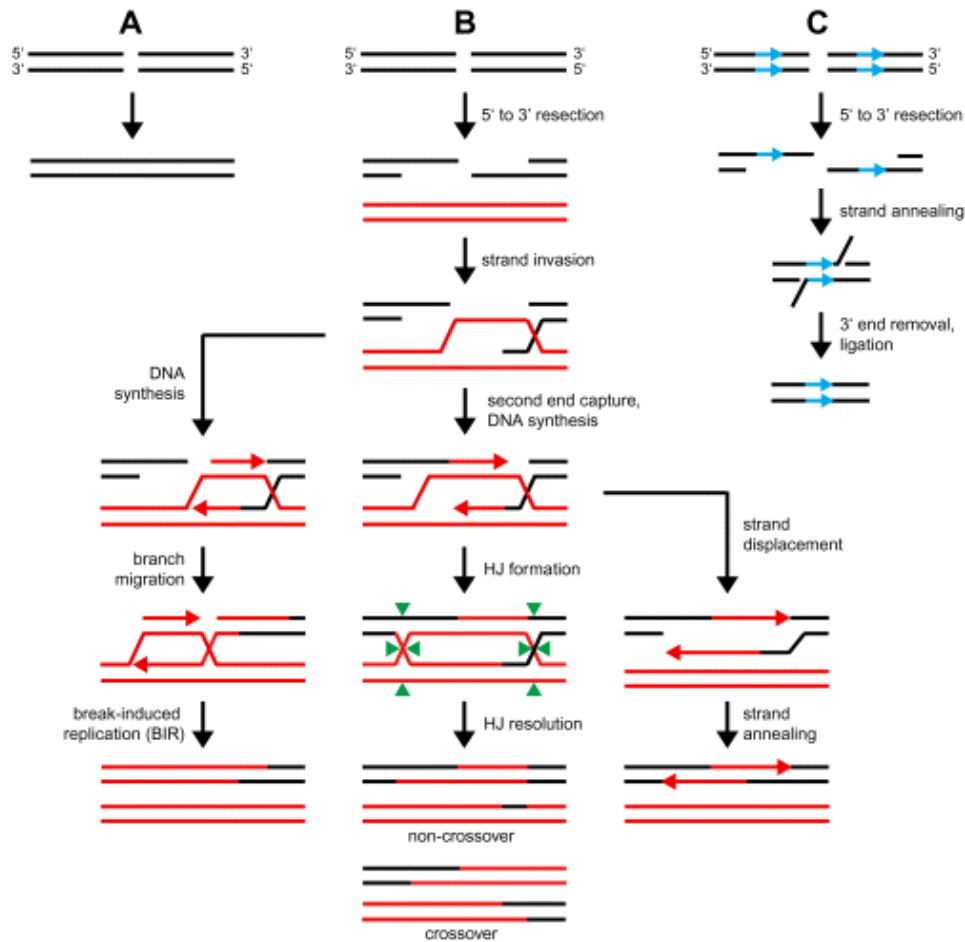 A
B
C
5' 3'
3' 5'
5' 3'
3' 5'
5' 3'
3' 5'
5' to 3' resection
5' to 3' resection
strand annealing
strand invasion
3' end removal,
ligation
DNA
synthesis
second end capture,
DNA synthesis
strand
displacement
branch
migration
HJ formation
break-induced
replication (BIR)
HJ resolution
strand
annealing
non-crossover
crossover